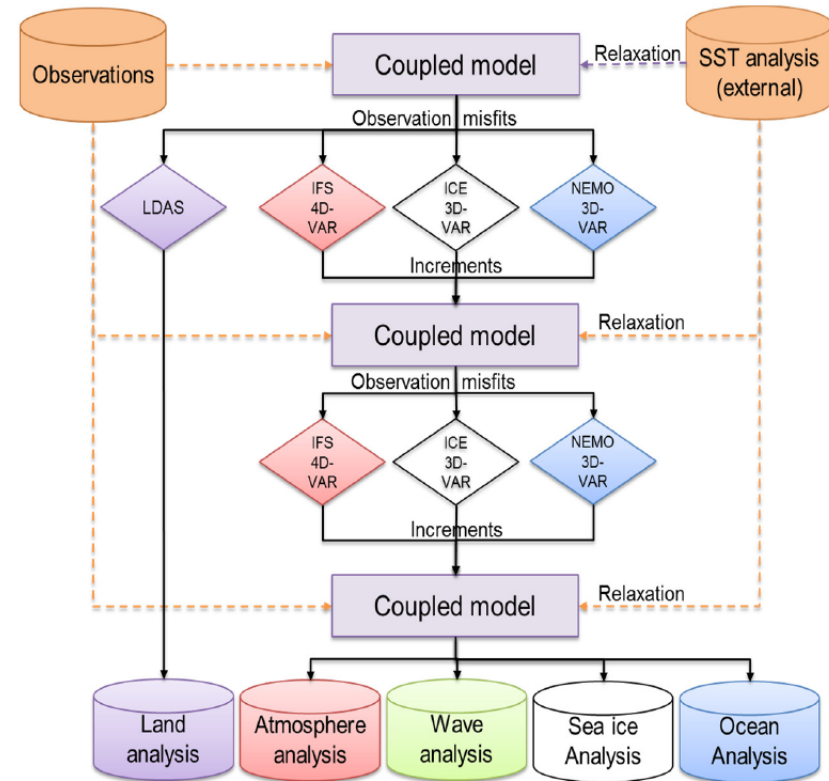 Observations
Coupled model
Relaxation
SST analysis
(external)
Observation misfits
LDAS
IFS
4D-
VAR
ICE
3D-
VAR
NEMO
3D-
VAR
Increments
Coupled model
Relaxation
Observation misfits
IFS
4D-
VAR
ICE
3D-
VAR
NEMO
3D-
VAR
Increments
Coupled model
Relaxation
Land
analysis
Atmosphere
analysis
Wave
analysis
Sea ice
Analysis
Ocean
Analysis